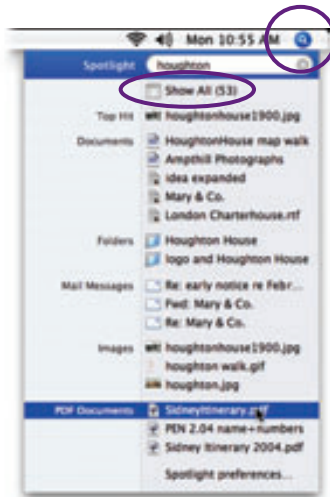 Mon 10:55 AM
Spotlight houghton
Show All (53)
Top Hit houghtonhouse1900.jpg
Documents HoughtonHouse map walk
Ampthill Photographs
idea expanded
Mary & Co.
London Charterhouse.rtf
Folders Houghton House
logo and Houghton House
Mail Messages Re: early notice re Febr...
Fwd: Mary & Co.
Re: Mary & Co.
Images houghtonhouse1900.jpg
houghton walk.gif
houghton.jpg
PDF Documents SidneyItinerary.pdf
PEN 2.04 name+numbers
Sidney Itinerary 2004.pdf
Spotlight preferences...